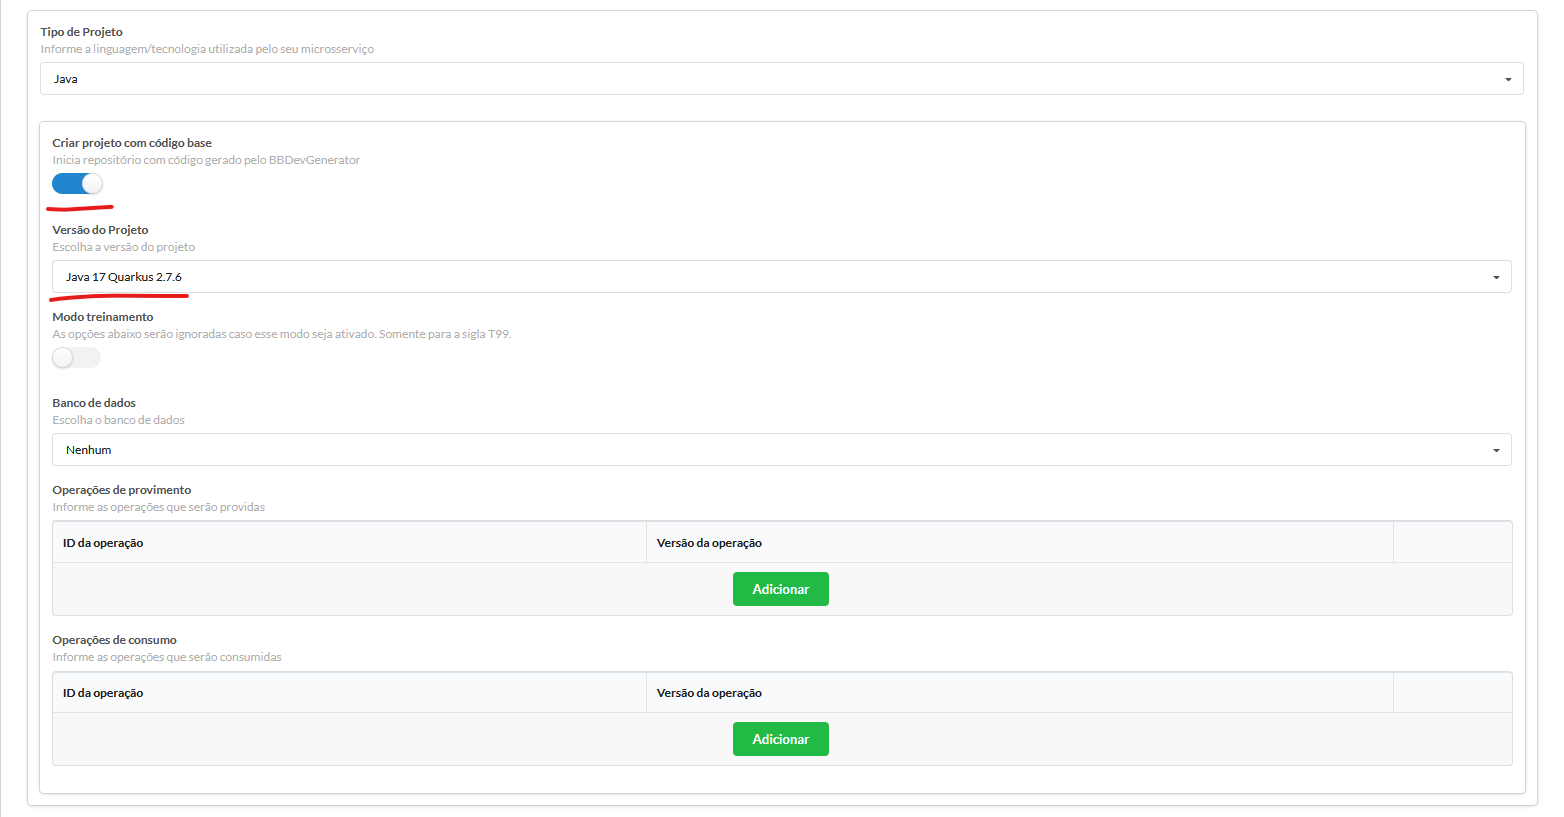 Tipo de Projeto
Informe a linguagem/tecnologia utilizada pelo seu microsserviço
Java
Criar projeto com código base
Inicia repositório com código gerado pelo BBDevGenerator
Versão do Projeto
Escolha a versão do projeto
Java 17 Quarkus 2.7.6
Modo treinamento
As opções abaixo serão ignoradas caso esse modo seja ativado. Somente para a sigla T99.
Banco de dados
Escolha o banco de dados
Nenhum
Operações de provimento
Informe as operações que serão providas
ID da operação Versão da operação
Adicionar
Operações de consumo
Informe as operações que serão consumidas
ID da operação Versão da operação
Adicionar